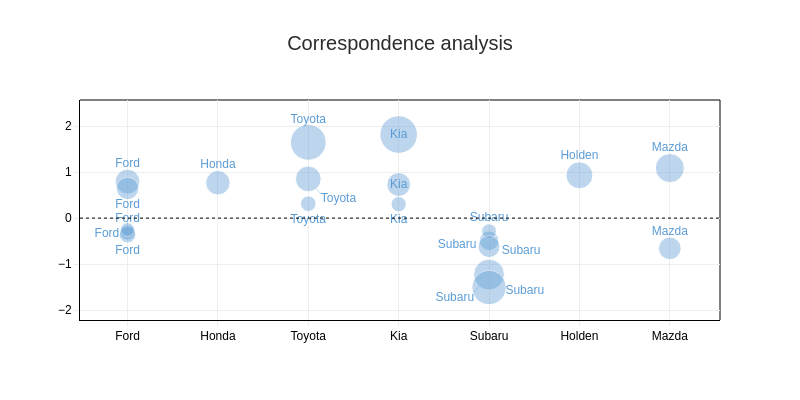 Correspondence analysis
2
1
0
−1
−2
Toyota
Kia
Ford
Honda
Holden
Mazda
Kia
Toyota
Ford
Ford
Toyota
Kia
Subaru
Ford
Mazda
Ford
Subaru
Subaru
Subaru
Subaru
Ford
Honda
Toyota
Kia
Subaru
Holden
Mazda